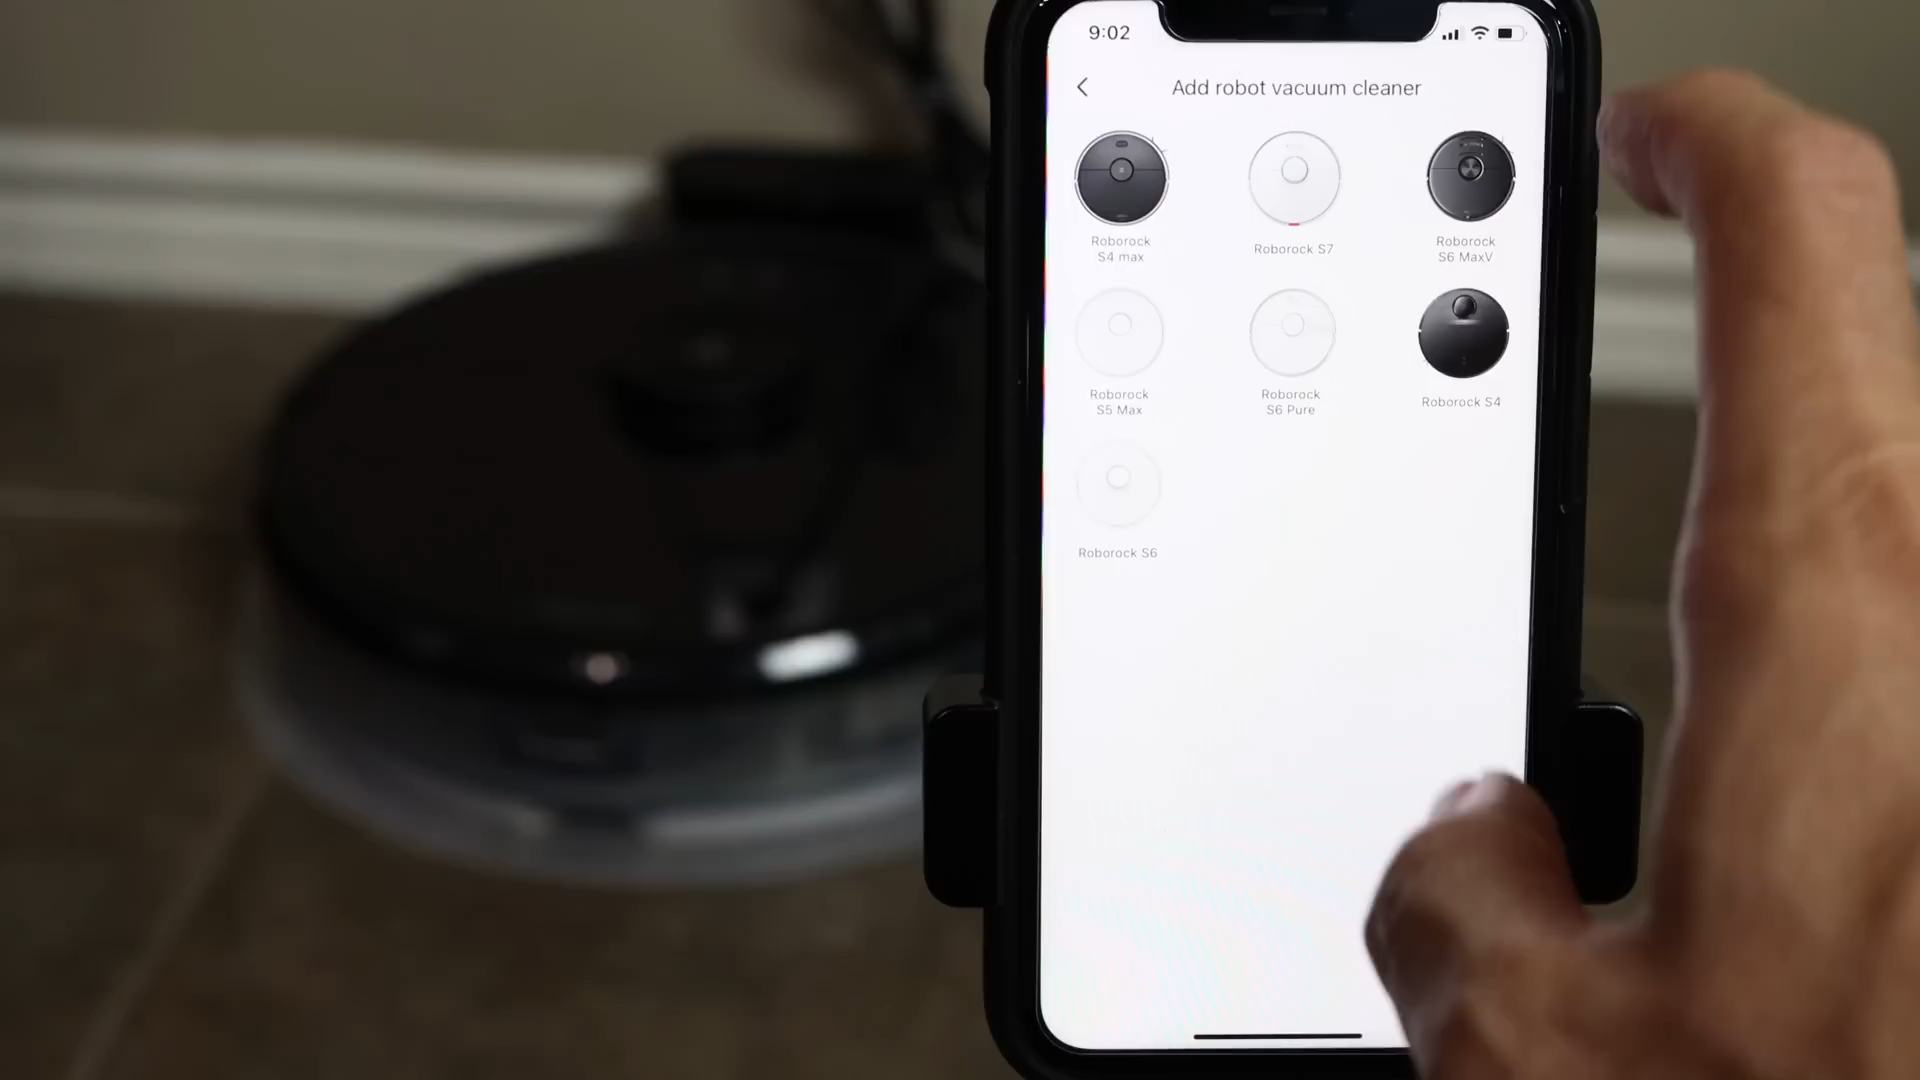 9:02
Add robot vacuum cleaner
Roborock
S4 max
Roborock S7
Roborock
S6 MaxV
Roborock
S5 Max
Roborock
S6 Pure
Roborock S4
Roborock S6